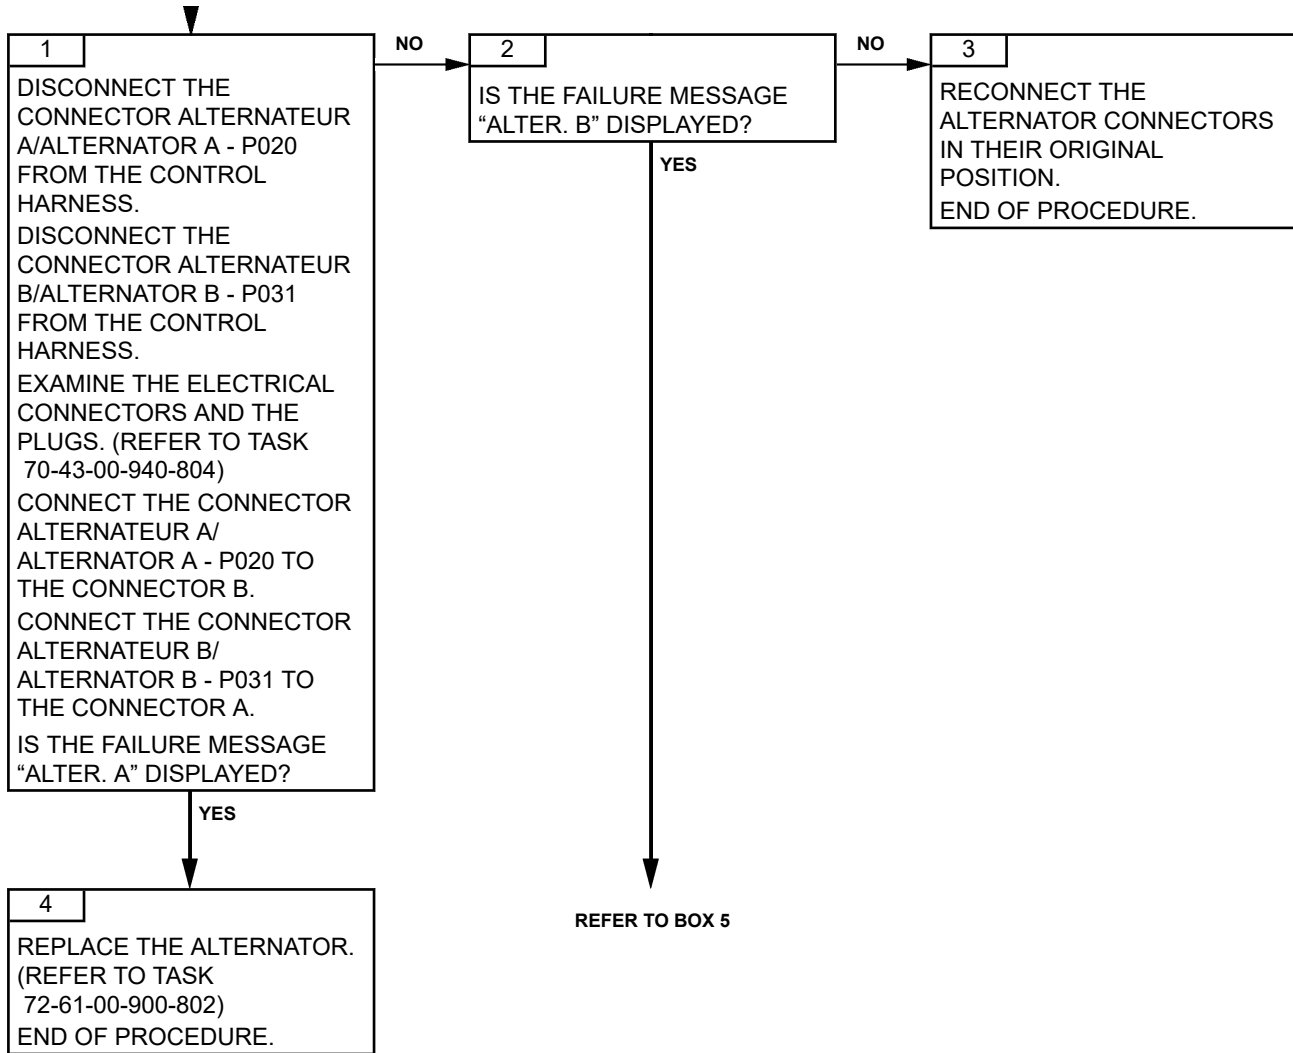 1
DISCONNECT THE
CONNECTOR ALTERNATEUR
A/ALTERNATOR A - P020
FROM THE CONTROL
HARNESS.
DISCONNECT THE
CONNECTOR ALTERNATEUR
B/ALTERNATOR B - P031
FROM THE CONTROL
HARNESS.
EXAMINE THE ELECTRICAL
CONNECTORS AND THE
PLUGS. (REFER TO TASK
70-43-00-940-804)
CONNECT THE CONNECTOR
ALTERNATEUR A/
ALTERNATOR A - P020 TO
THE CONNECTOR B.
CONNECT THE CONNECTOR
ALTERNATEUR B/
ALTERNATOR B - P031 TO
THE CONNECTOR A.
IS THE FAILURE MESSAGE
“ALTER. A” DISPLAYED?
NO
2
IS THE FAILURE MESSAGE
“ALTER. B” DISPLAYED?
NO
3
RECONNECT THE
ALTERNATOR CONNECTORS
IN THEIR ORIGINAL
POSITION.
END OF PROCEDURE.
YES
YES
4
REPLACE THE ALTERNATOR.
(REFER TO TASK
72-61-00-900-802)
END OF PROCEDURE.
REFER TO BOX 5